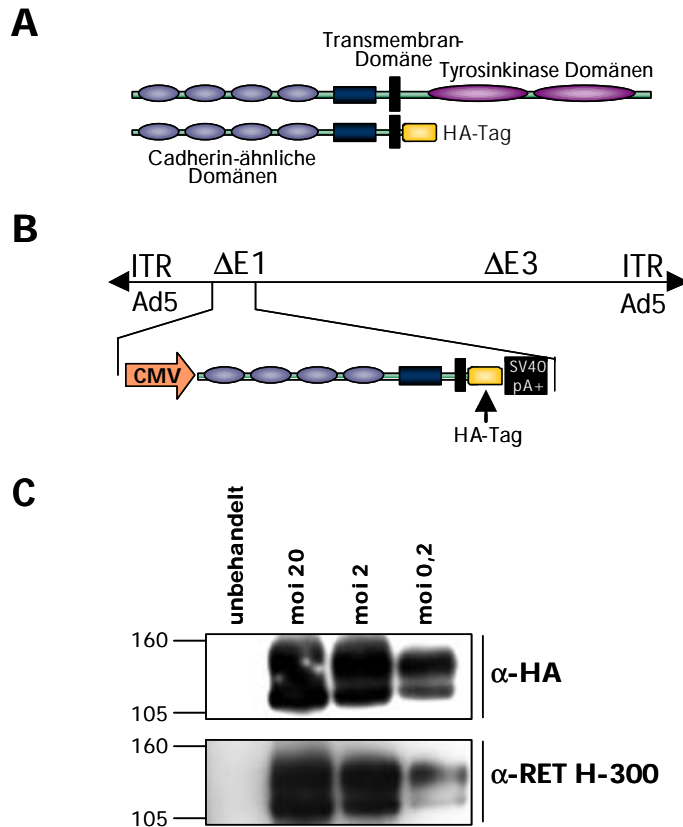 A
Transmembran-
Domäne
Tyrosinkinase Domänen
HA-Tag
Cadherin-ähnliche
Domänen
B
ITR
ΔE1
ΔE3
ITR
Ad5
Ad5
CMV
SV40
pA+
HA-Tag
C
unbehandelt
moi 20
moi 2
moi 0,2
160
α-HA
105
160
α-RET H-300
105